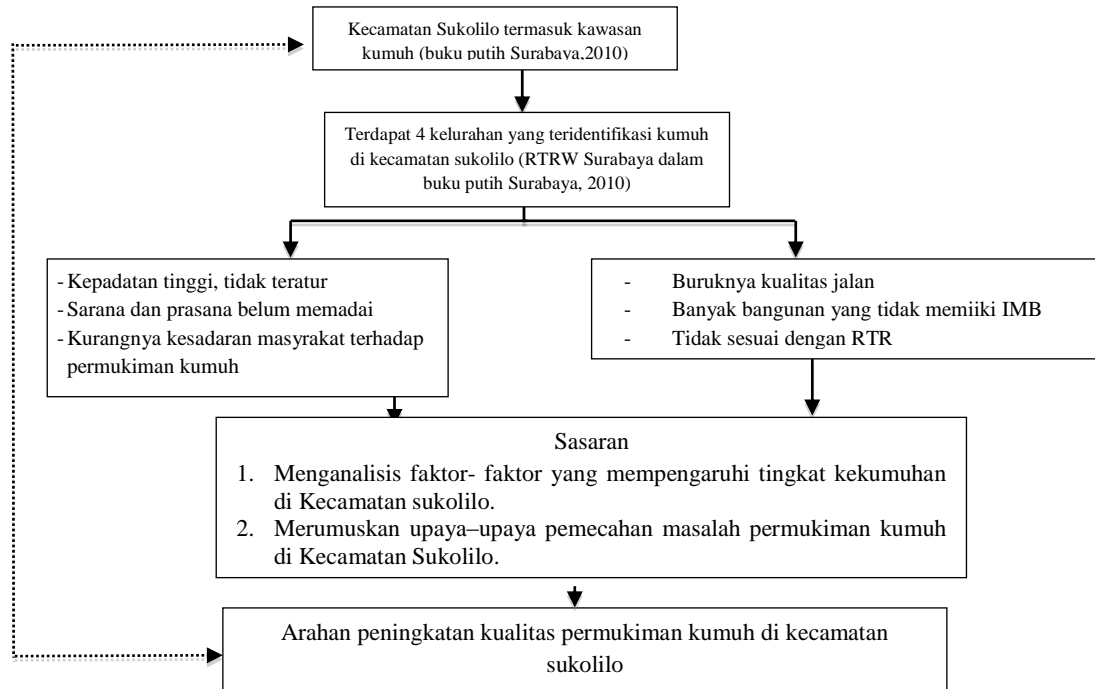 Kecamatan Sukolilo termasuk kawasan
kumuh (buku putih Surabaya,2010)
Terdapat 4 kelurahan yang teridentifikasi kumuh
di kecamatan sukolilo (RTRW Surabaya dalam
buku putih Surabaya, 2010)
- Kepadatan tinggi, tidak teratur
- Sarana dan prasana belum memadai
- Kurangnya kesadaran masyrakat terhadap
permukiman kumuh
- Buruknya kualitas jalan
- Banyak bangunan yang tidak memiiki IMB
- Tidak sesuai dengan RTR
Sasaran
1. Menganalisis faktor- faktor yang mempengaruhi tingkat kekumuhan
di Kecamatan sukolilo.
2. Merumuskan upaya–upaya pemecahan masalah permukiman kumuh
di Kecamatan Sukolilo.
Arahan peningkatan kualitas permukiman kumuh di kecamatan
sukolilo